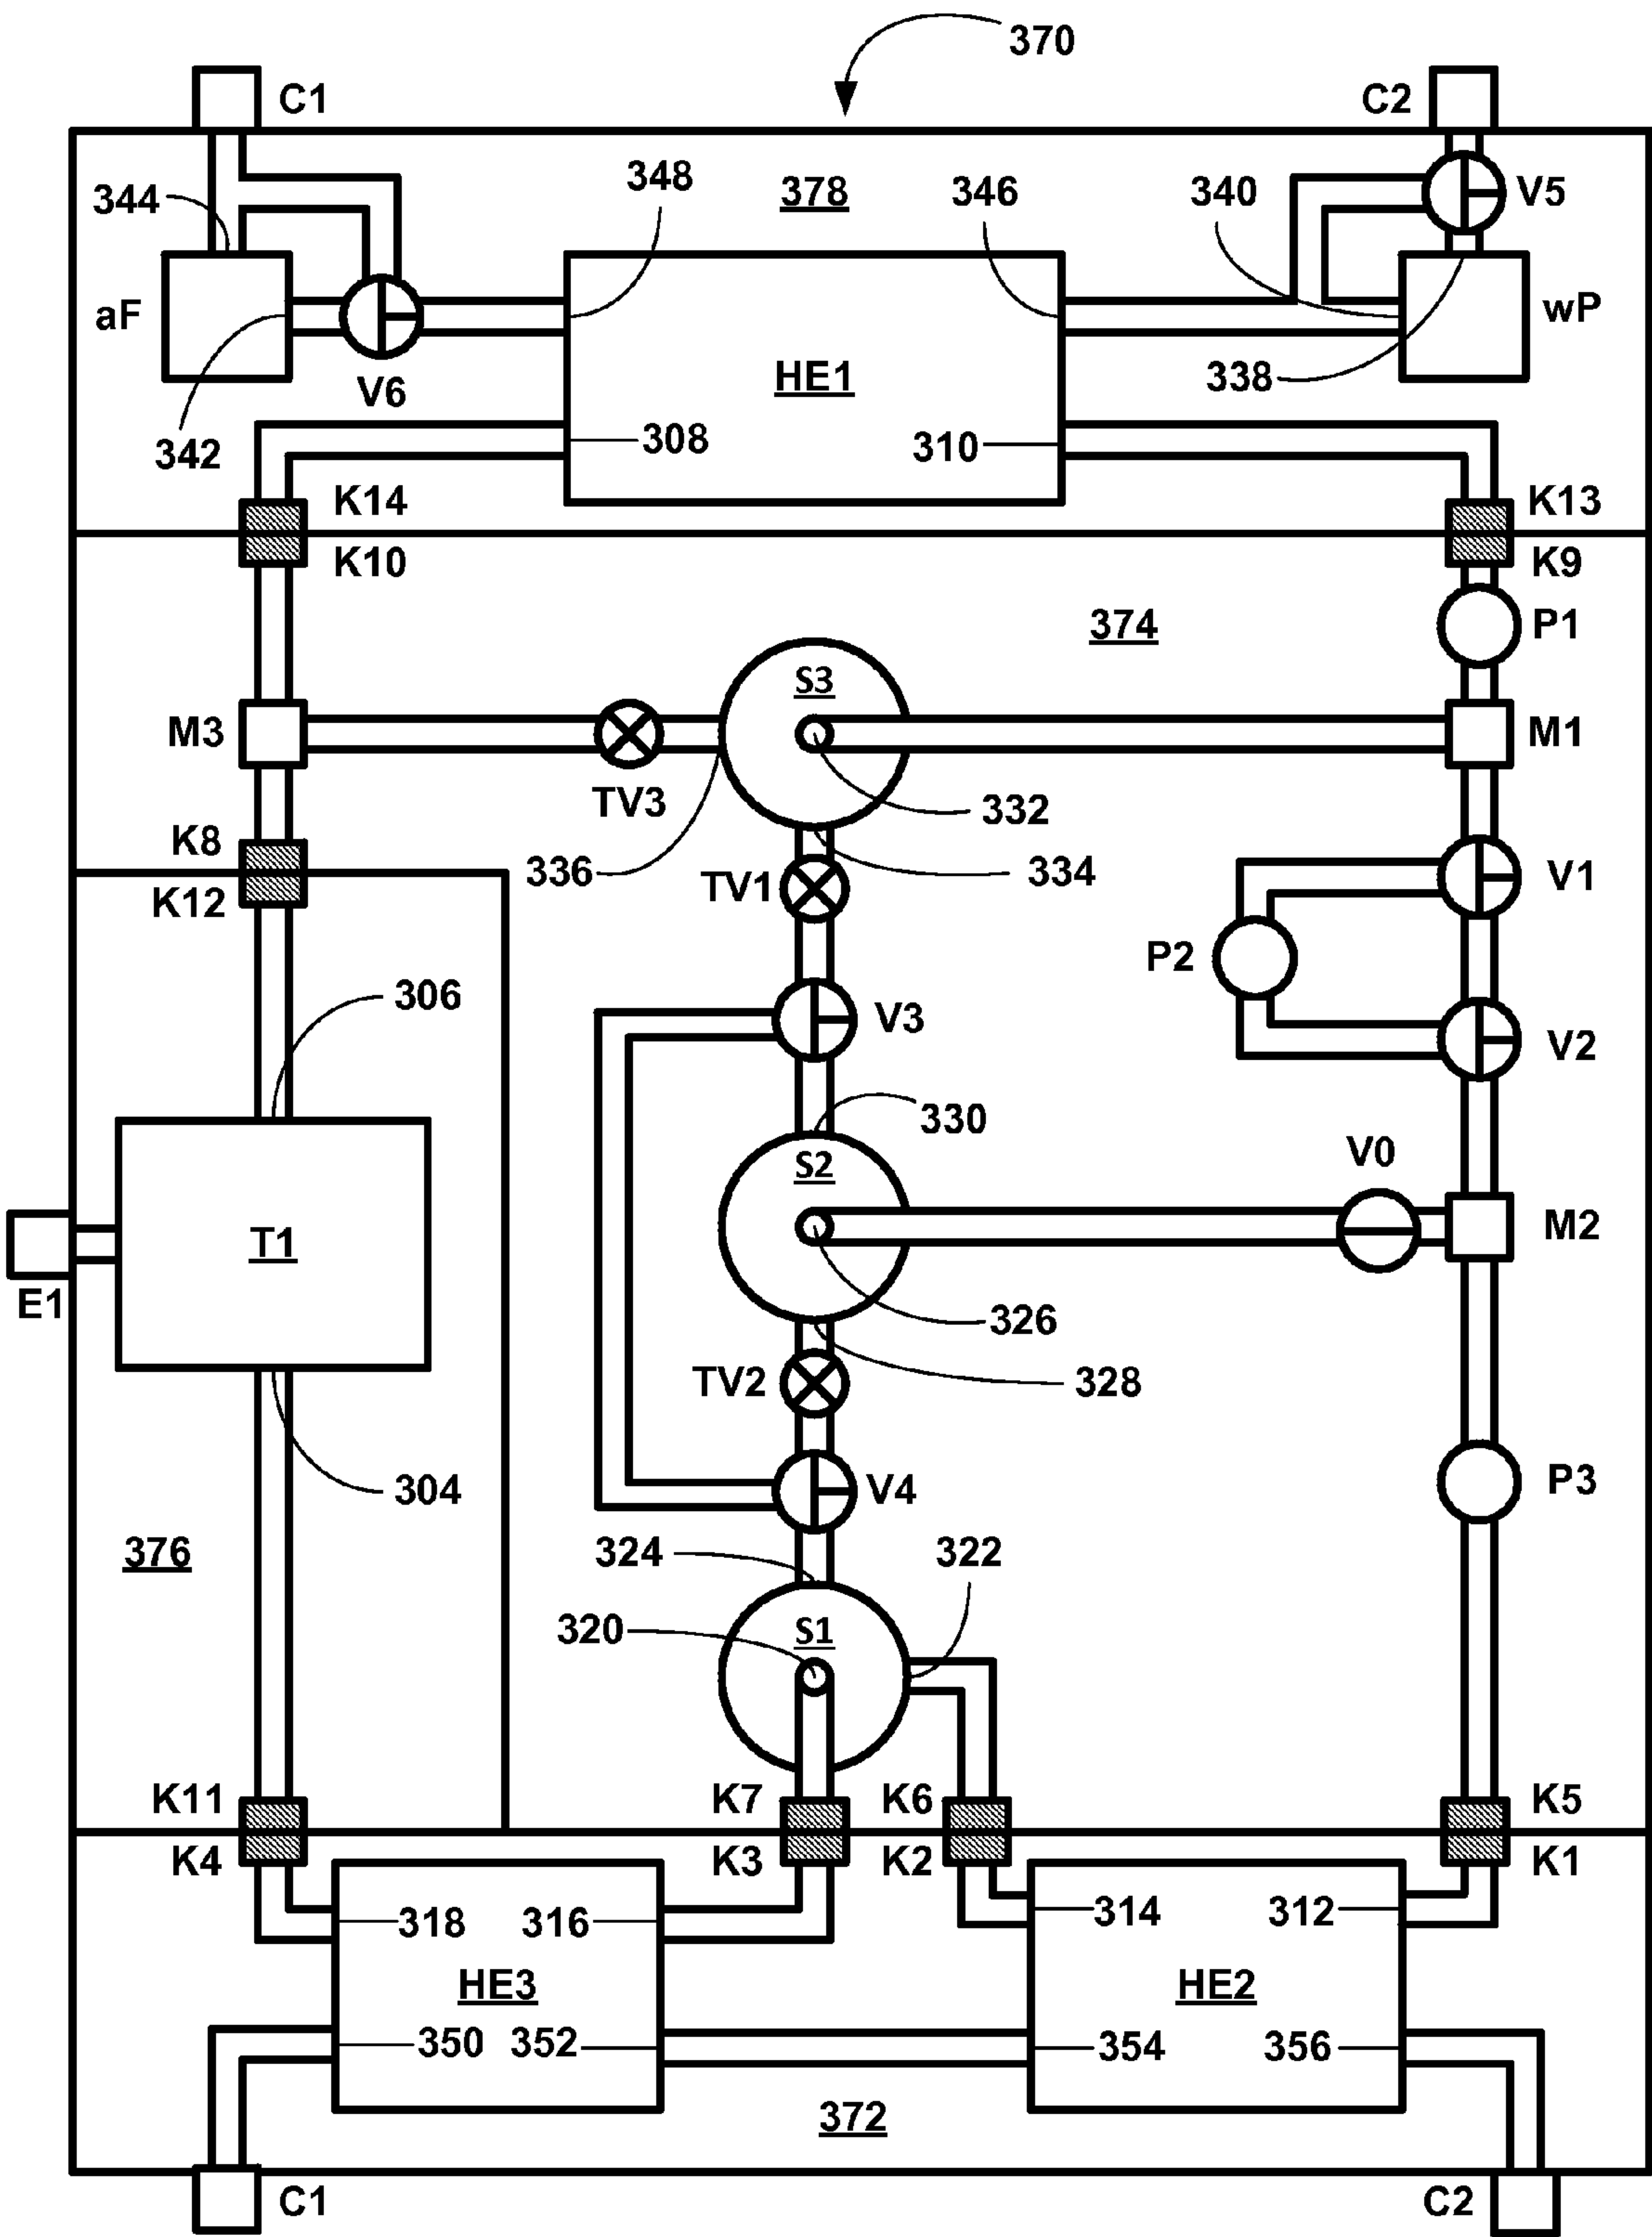 370
C1 C2
344 348 378 346 340 V5
aF HE1 wP
V6 338
342 308 310
K14 K13
K10 K9
374 P1
S3
M3 M1
TV3 332
K8 336 TV1 334 V1
K12
P2
306 V3
V2
330
S2 V0
T1 M2
E1
326
TV2 328
304 V4 P3
376 324 322
320 S1
K11 K7 K6 K5
K4 K3 K2 K1
318 316 314 312
HE3 HE2
350 352 354 356
372
C1 C2